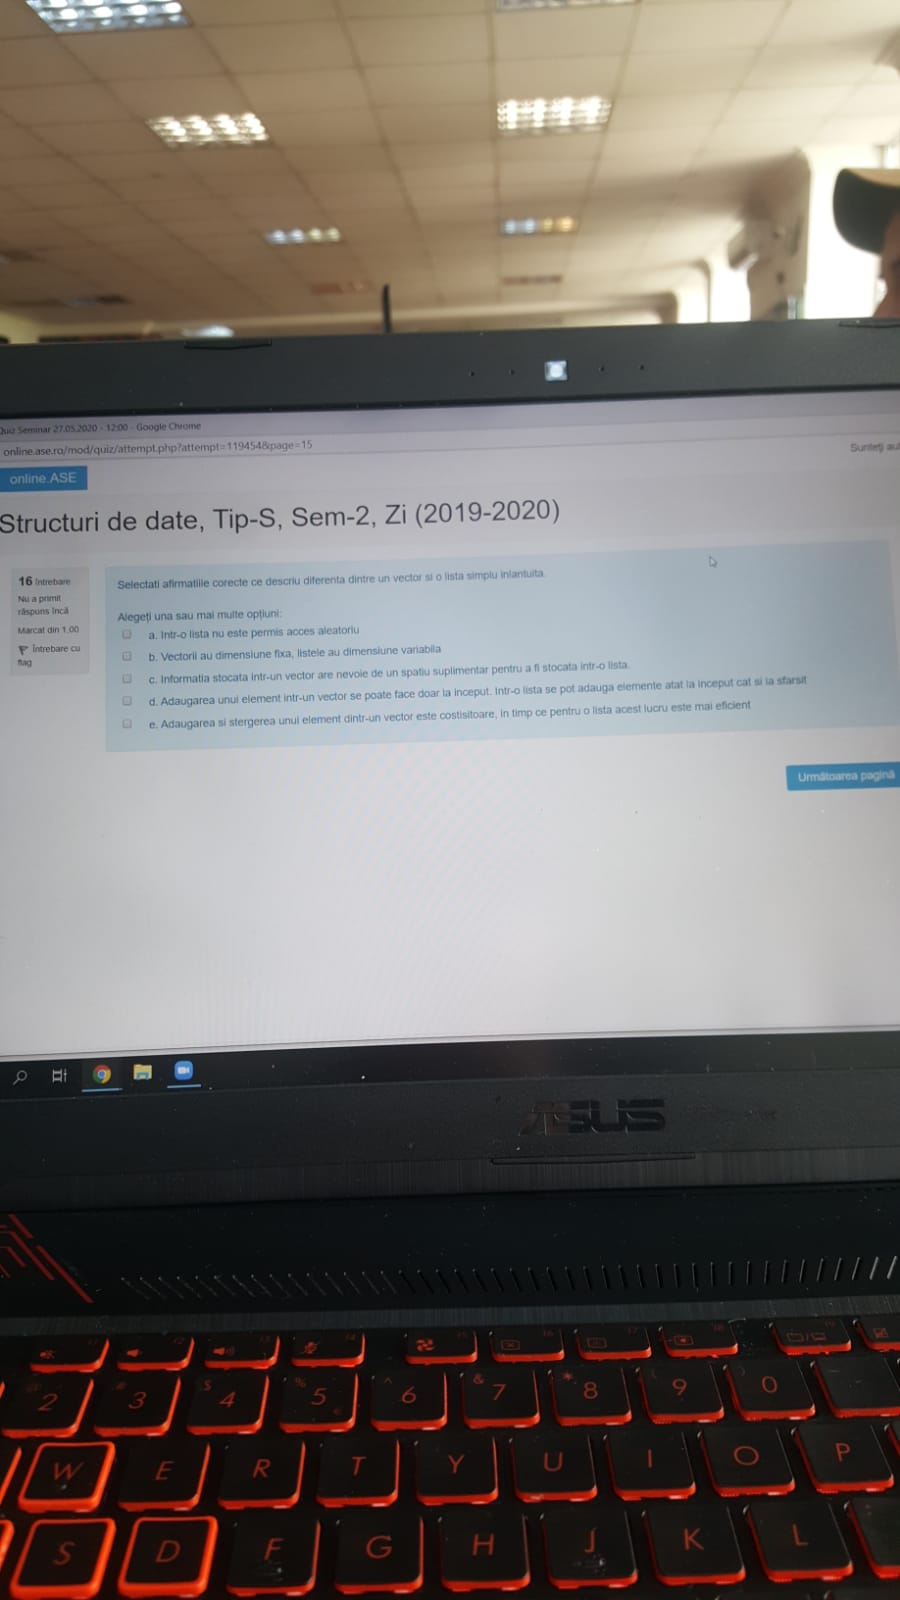 Quiz Seminar 27.05.2020 - 12:00 - Google Chrome
online.ase.ro/mod/quiz/attempt.php?attempt=119454&page=15
Sunteți
online.ASE
Structuri de date, Tip-S, Sem-2, Zi (2019-2020)
16 Întrebare
Nu a primit
răspuns încă
Marcat din 1,00
Întrebare cu
flag
Selectati afirmatiile corecte ce descriu diferenta dintre un vector si o lista simplu inlantuita.
Alegeți una sau mai multe opțiuni:
a. Intr-o lista nu este permis acces aleatoriu
b. Vectorii au dimensiune fixa, listele au dimensiune variabila
c. Informatia stocata intr-un vector are nevoie de un spatiu suplimentar pentru a fi stocata intr-o lista.
d. Adaugarea unui element intr-un vector se poate face doar la inceput. Intr-o lista se pot adauga elemente atat la inceput cat si la sfarsit
e. Adaugarea si stergerea unui element dintr-un vector este costisitoare, in timp ce pentru o lista acest lucru este mai eficient
Următoarea pagină
ASUS
2 3 $ 4 % 5 ^ 6 & 7 * 8 9 0
W E R T Y U I O P
S D F G H J K L